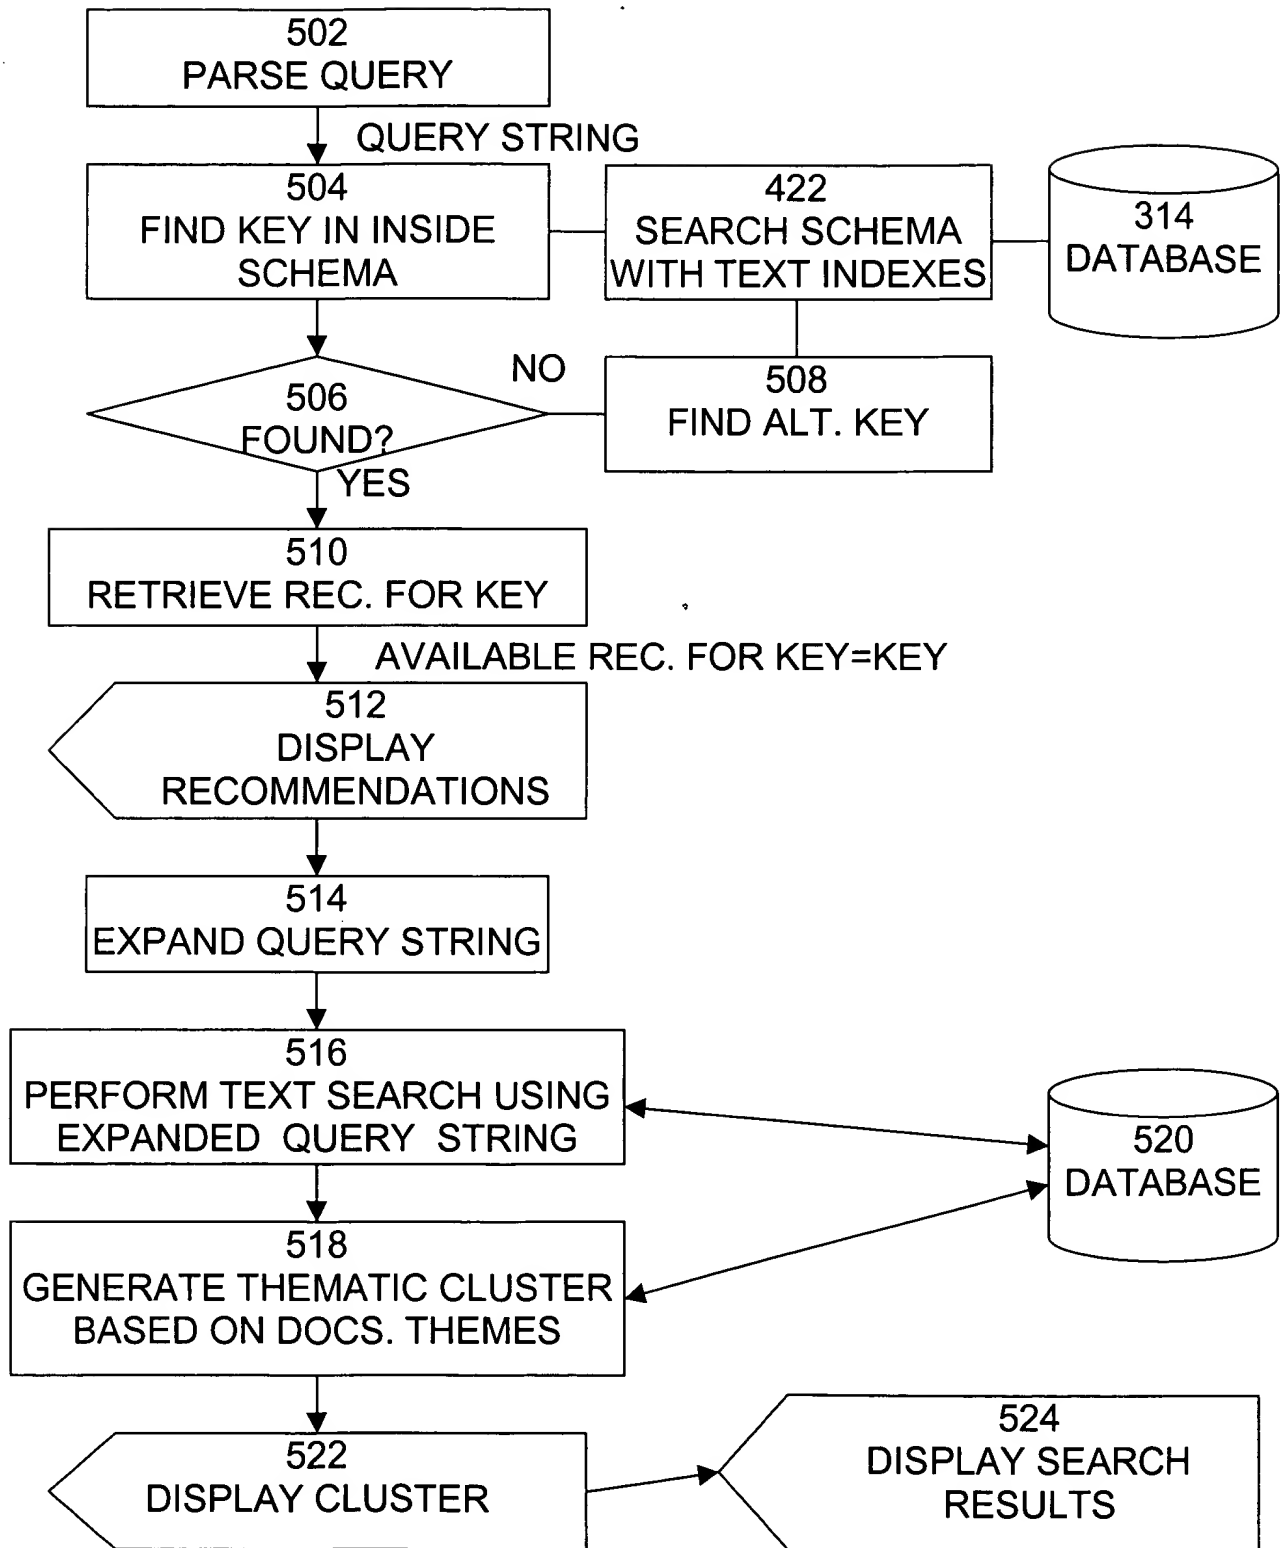 502
PARSE QUERY
QUERY STRING
504
FIND KEY IN INSIDE
SCHEMA
422
SEARCH SCHEMA
WITH TEXT INDEXES
314
DATABASE
506
FOUND?
NO
508
FIND ALT. KEY
YES
510
RETRIEVE REC. FOR KEY
AVAILABLE REC. FOR KEY=KEY
512
DISPLAY
RECOMMENDATIONS
514
EXPAND QUERY STRING
516
PERFORM TEXT SEARCH USING
EXPANDED QUERY STRING
520
DATABASE
518
GENERATE THEMATIC CLUSTER
BASED ON DOCS. THEMES
522
DISPLAY CLUSTER
524
DISPLAY SEARCH
RESULTS